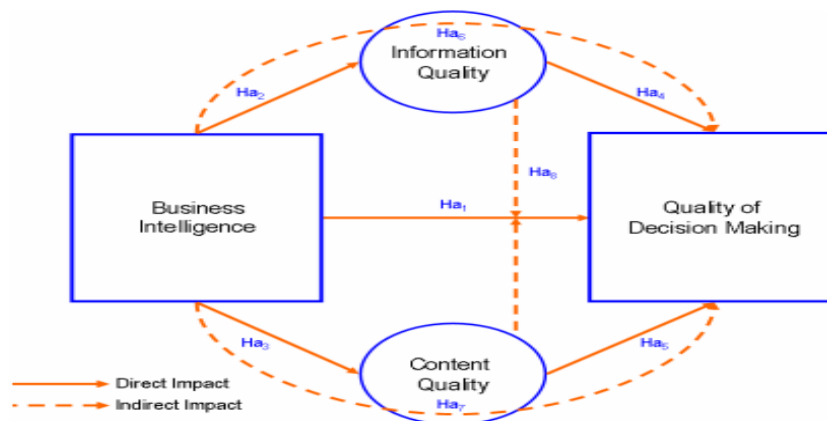 Ha₆
Information
Quality
Ha₂
Ha₄
Ha₈
Business
Intelligence
Ha₁
Quality of
Decision Making
Ha₃
Ha₅
Content
Quality
Ha₇
Direct Impact
Indirect Impact